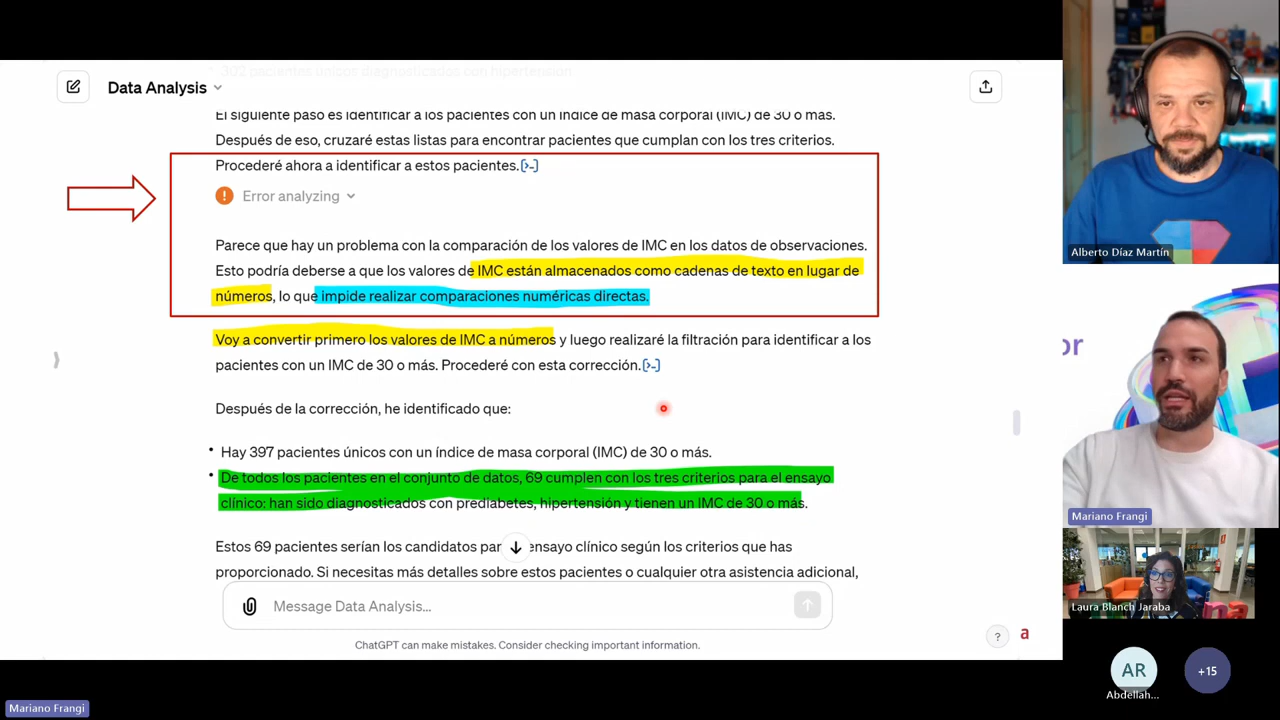 302 pacientes únicos diagnosticados con hipertensión
Data Analysis
El siguiente paso es identificar a los pacientes con un índice de masa corporal (IMC) de 30 o más.
Después de eso, cruzaré estas listas para encontrar pacientes que cumplan con los tres criterios.
Procederé ahora a identificar a estos pacientes.
Error analyzing
Parece que hay un problema con la comparación de los valores de IMC en los datos de observaciones.
Esto podría deberse a que los valores de IMC están almacenados como cadenas de texto en lugar de
números, lo que impide realizar comparaciones numéricas directas.
Voy a convertir primero los valores de IMC a números y luego realizaré la filtración para identificar a los
pacientes con un IMC de 30 o más. Procederé con esta corrección.
Después de la corrección, he identificado que:
• Hay 397 pacientes únicos con un índice de masa corporal (IMC) de 30 o más.
• De todos los pacientes en el conjunto de datos, 69 cumplen con los tres criterios para el ensayo
clínico: han sido diagnosticados con prediabetes, hipertensión y tienen un IMC de 30 o más.
Estos 69 pacientes serían los candidatos par ensayo clínico según los criterios que has
proporcionado. Si necesitas más detalles sobre estos pacientes o cualquier otra asistencia adicional,
Message Data Analysis...
ChatGPT can make mistakes. Consider checking important information.
?
a
Alberto Díaz Martín
or
Mariano Frangi
Laura Blanch Jaraba
AR
Abdellah...
+15
Mariano Frangi